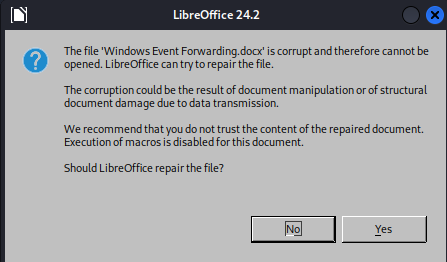 LibreOffice 24.2
The file 'Windows Event Forwarding.docx' is corrupt and therefore cannot be
opened. LibreOffice can try to repair the file.
The corruption could be the result of document manipulation or of structural
document damage due to data transmission.
We recommend that you do not trust the content of the repaired document.
Execution of macros is disabled for this document.
Should LibreOffice repair the file?
No
Yes